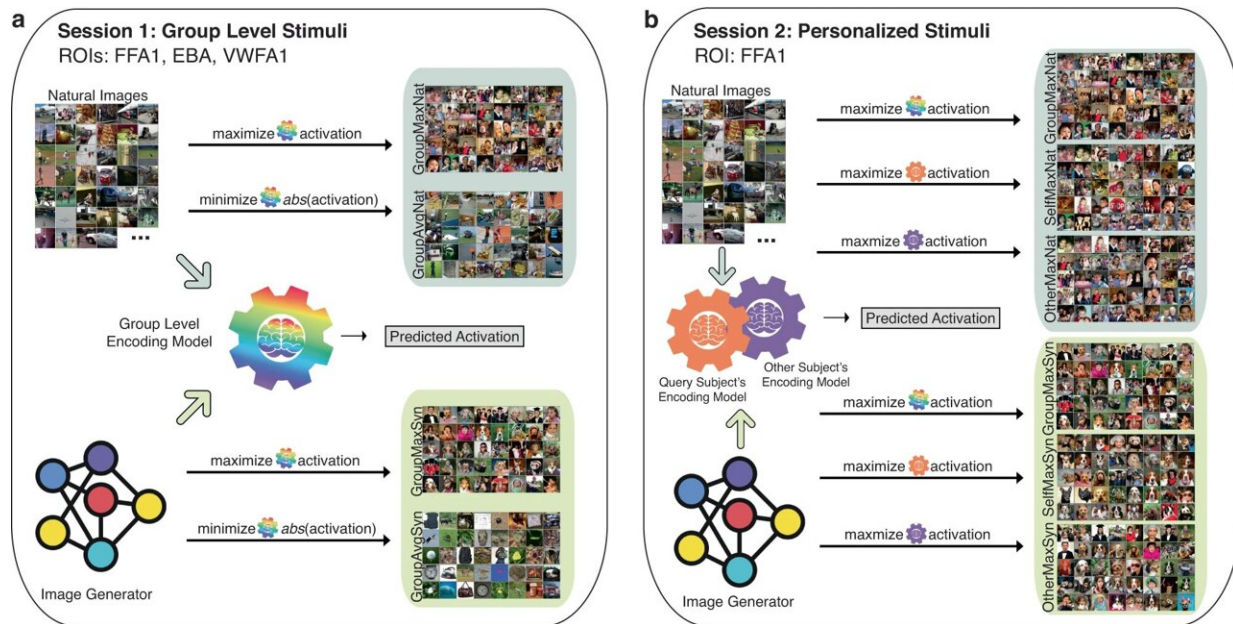 a
Session 1: Group Level Stimuli
ROIs: FFA1, EBA, VWFA1
Natural Images
...
maximize activation
minimize abs(activation)
GroupMaxNat
GroupAvgNat
Group Level
Encoding Model
Predicted Activation
Image Generator
maximize activation
minimize abs(activation)
GroupMaxSyn
GroupAvgSyn
b
Session 2: Personalized Stimuli
ROI: FFA1
Natural Images
...
maximize activation
maximize activation
maxmize activation
GroupMaxNat
SelfMaxNat
OtherMaxNat
Query Subject's
Encoding Model
Other Subject's
Encoding Model
Predicted Activation
Image Generator
maximize activation
maximize activation
maxmize activation
GroupMaxSyn
SelfMaxSyn
OtherMaxSyn